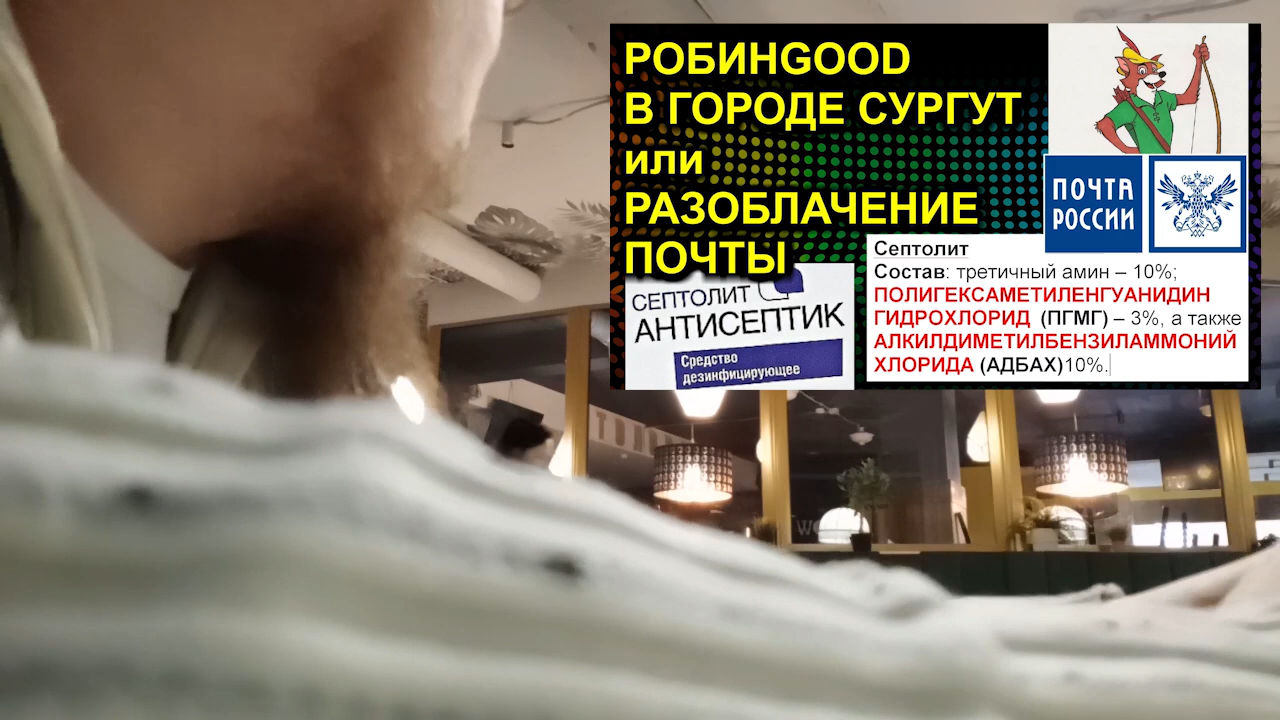 РОБИНGOOD
В ГОРОДЕ СУРГУТ
или
РАЗОБЛАЧЕНИЕ
ПОЧТЫ
ПОЧТА
РОССИИ
СЕПТОЛИТ
АНТИСЕПТИК
Средство
дезинфицирующее
Септолит
Состав: третичный амин – 10%;
ПОЛИГЕКСАМЕТИЛЕНГУАНИДИН
ГИДРОХЛОРИД (ПГМГ) – 3%, а также
АЛКИЛДИМЕТИЛБЕНЗИЛАММОНИЙ
ХЛОРИДА (АДБАХ)10%.